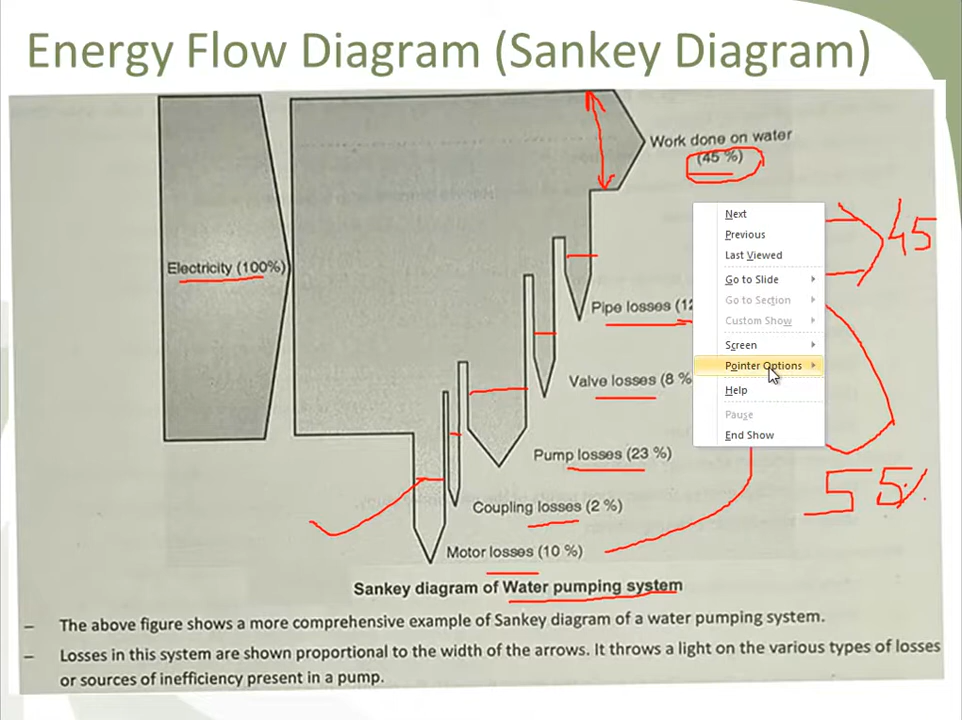 Energy Flow Diagram (Sankey Diagram)
Work done on water
(45 %)
Electricity (100%)
45
Pipe losses (12
Valve losses (8 %
Pump losses (23 %)
Coupling losses (2 %)
Motor losses (10 %)
55%
Next
Previous
Last Viewed
Go to Slide
Go to Section
Custom Show
Screen
Pointer Options
Help
Pause
End Show
Sankey diagram of Water pumping system
– The above figure shows a more comprehensive example of Sankey diagram of a water pumping system.
– Losses in this system are shown proportional to the width of the arrows. It throws a light on the various types of losses
or sources of inefficiency present in a pump.